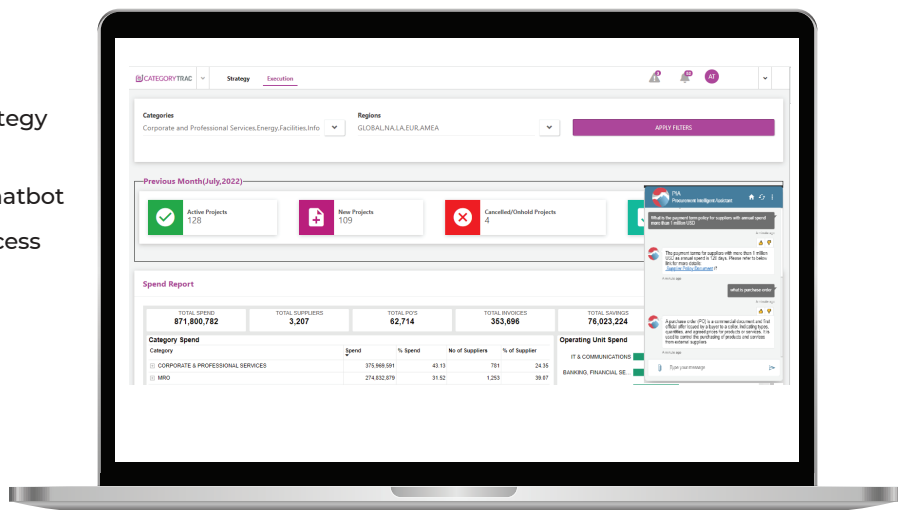 tegy
atbot
cess
CATEGORYTRAC
Strategy
Execution
AT
Categories
Corporate and Professional Services,Energy,Facilities,Info
Regions
GLOBAL,NA,LA,EUR,AMEA
APPLY FILTERS
Previous Month(July,2022)
Active Projects
128
New Projects
109
Cancelled/Onhold Projects
4
Spend Report
TOTAL SPEND
871,800,782
TOTAL SUPPLIERS
3,207
TOTAL PO'S
62,714
TOTAL INVOICES
353,696
TOTAL SAVINGS
76,023,224
Category Spend
Category Spend % Spend No of Suppliers % of Supplier
CORPORATE & PROFESSIONAL SERVICES 375,969,591 43.13 781 24.35
MRO 274,832,879 31.52 1,253 39.07
Operating Unit Spend
IT & COMMUNICATIONS
BANKING, FINANCIAL SE...
PIA
Procurement Intelligent Assistant
What is the payment term policy for suppliers with annual spend
more than 1 million USD
The payment terms for suppliers with more than 1 million
USD as annual spend is 120 days. Please refer to below
link for more details
Supplier Policy Document
A minute ago
what is purchase order
A purchase order (PO) is a commercial document and first
official offer issued by a buyer to a seller, indicating types,
quantities, and agreed prices for products or services. It is
used to control the purchasing of products and services
from external suppliers
A minute ago
Type your message